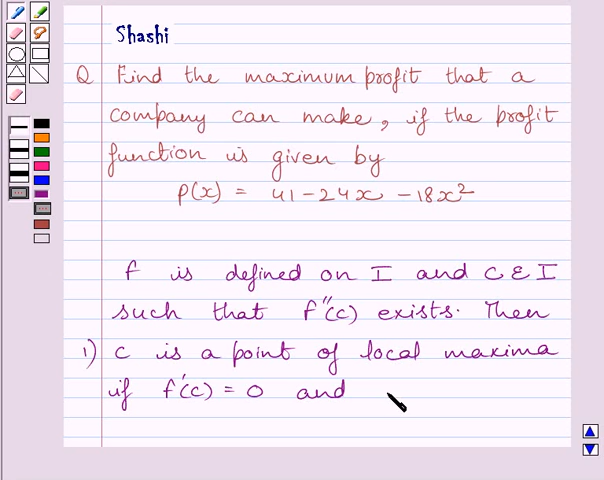 Shashi
Q Find the maximum profit that a
company can make, if the profit
function is given by
p(x) = 41 - 24x - 18x²
f is defined on I and C ε I
such that f''(c) exists. Then
1) C is a point of local maxima
if f'(c) = 0 and